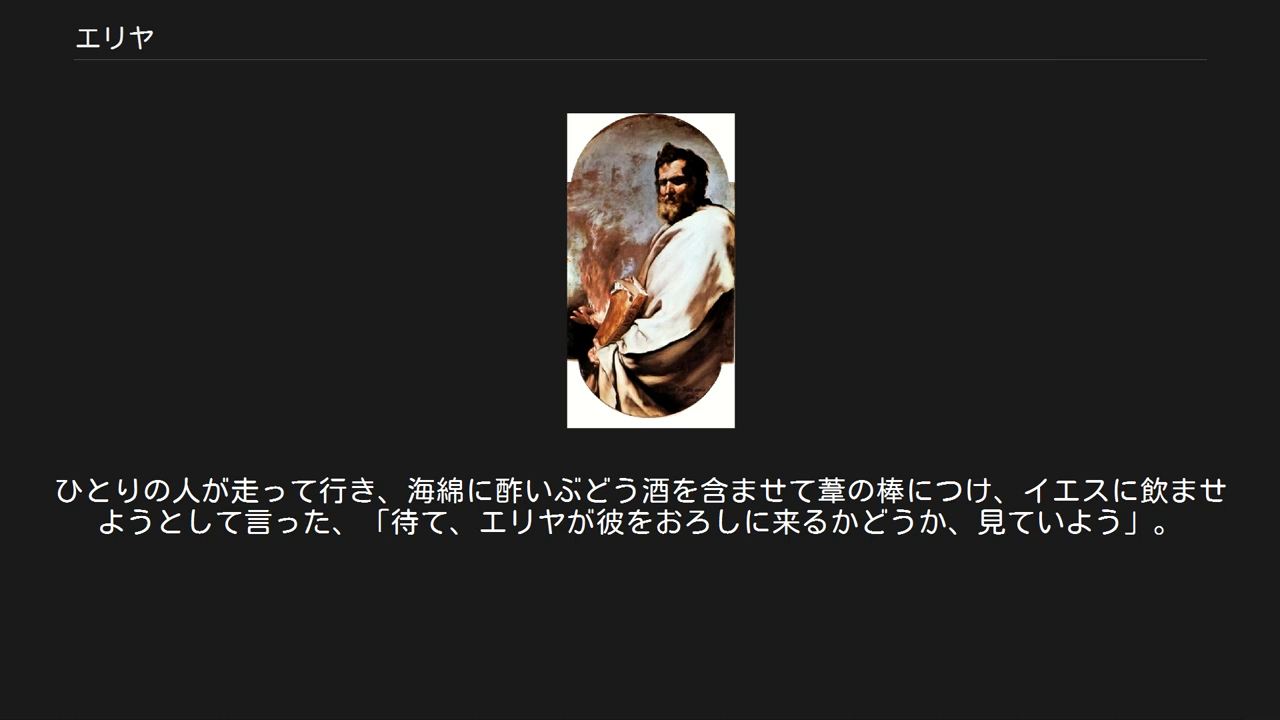 エリヤ
ひとりの人が走って行き、海綿に酢いぶどう酒を含ませて葦の棒につけ、イエスに飲ませ
ようとして言った、「待て、エリヤが彼をおろしに来るかどうか、見ていよう」。